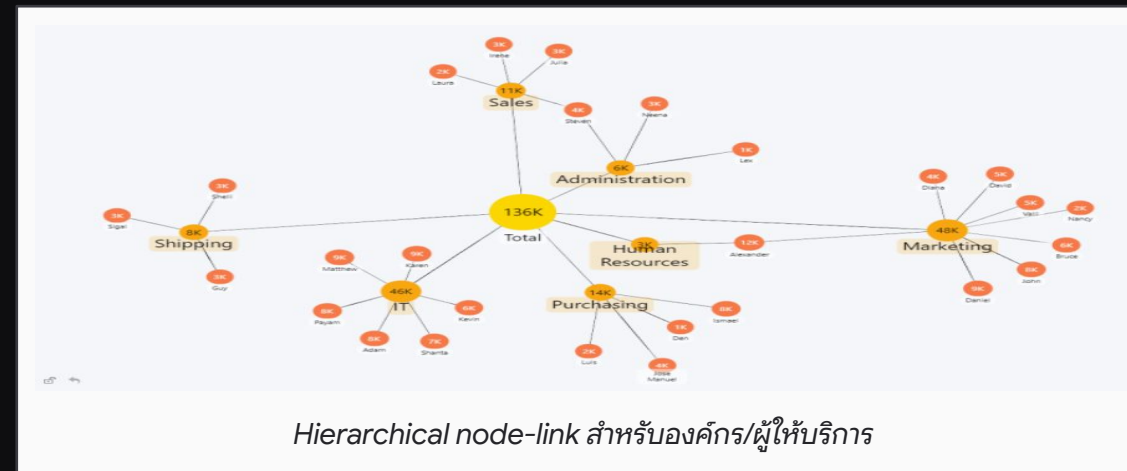 3K
Irene
3K
Julia
2K
Laura
11K
Sales
4K
Steven
3K
Neena
1K
Lex
6K
Administration
3K
Shelli
3K
Sigal
8K
Shipping
3K
Guy
136K
Total
4K
Diana
5K
David
5K
Valli
2K
Nancy
48K
Marketing
6K
Bruce
8K
John
9K
Daniel
3K
Human
Resources
12K
Alexander
9K
Matthew
9K
Karen
46K
IT
8K
Payam
8K
Adam
7K
Shanta
6K
Kevin
14K
Purchasing
8K
Ismael
1K
Den
2K
Luis
4K
Jose
Manuel
Hierarchical node-link สำหรับองค์กร/ผู้ให้บริการ